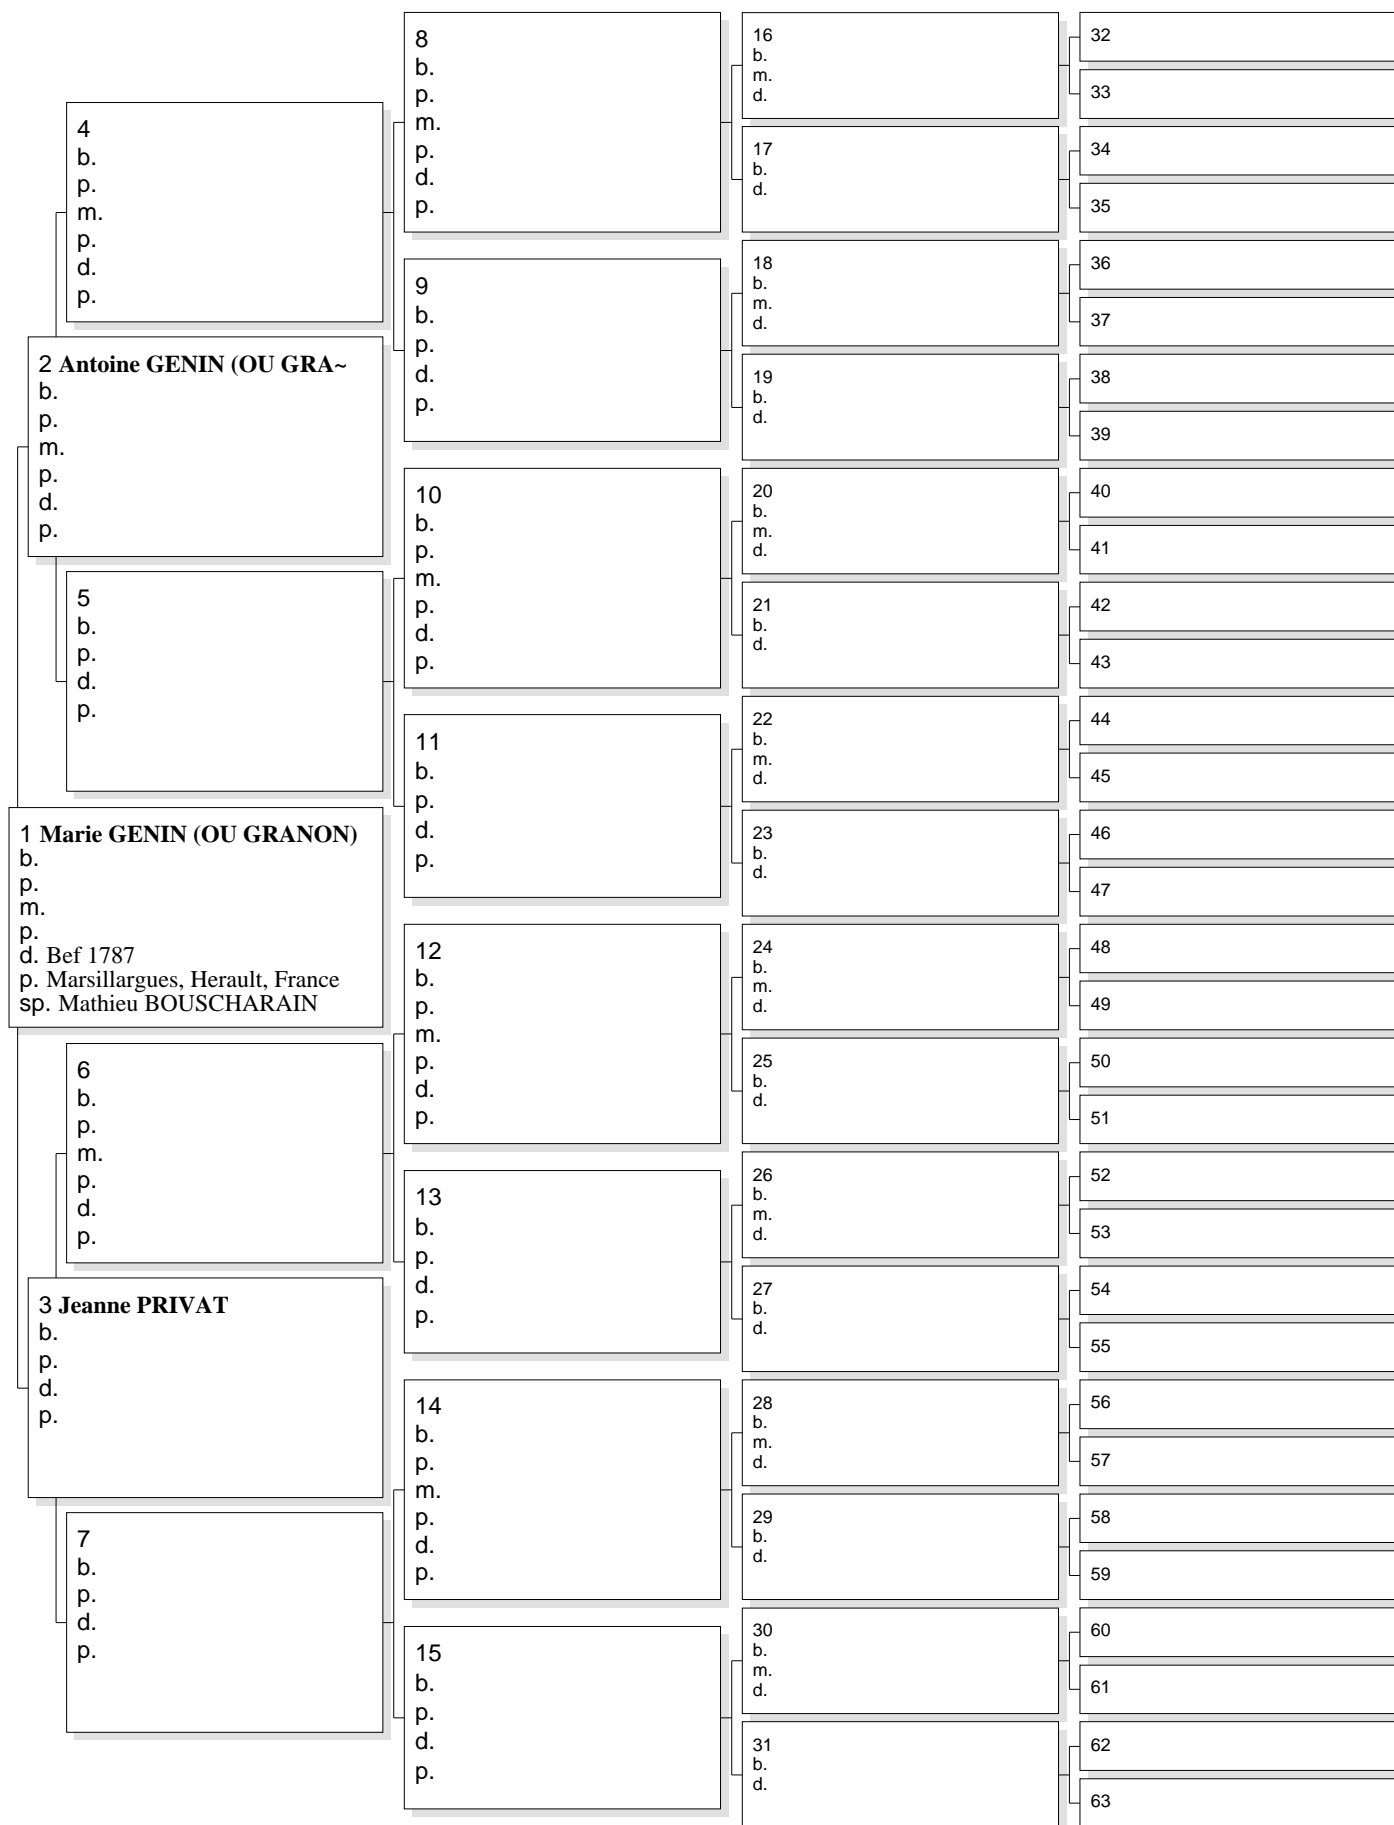 1 Marie GENIN (OU GRANON)
b.
p.
m.
p.
d. Bef 1787
p. Marsillargues, Herault, France
sp. Mathieu BOUSCHARAIN
2 Antoine GENIN (OU GRA~
b.
p.
m.
p.
d.
p.
3 Jeanne PRIVAT
b.
p.
d.
p.
4
b.
p.
m.
p.
d.
p.
5
b.
p.
d.
p.
6
b.
p.
m.
p.
d.
p.
7
b.
p.
d.
p.
8
b.
p.
m.
p.
d.
p.
9
b.
p.
d.
p.
10
b.
p.
m.
p.
d.
p.
11
b.
p.
d.
p.
12
b.
p.
m.
p.
d.
p.
13
b.
p.
d.
p.
14
b.
p.
m.
p.
d.
p.
15
b.
p.
d.
p.
16
b.
m.
d.
17
b.
d.
18
b.
m.
d.
19
b.
d.
20
b.
m.
d.
21
b.
d.
22
b.
m.
d.
23
b.
d.
24
b.
m.
d.
25
b.
d.
26
b.
m.
d.
27
b.
d.
28
b.
m.
d.
29
b.
d.
30
b.
m.
d.
31
b.
d.
32
33
34
35
36
37
38
39
40
41
42
43
44
45
46
47
48
49
50
51
52
53
54
55
56
57
58
59
60
61
62
63